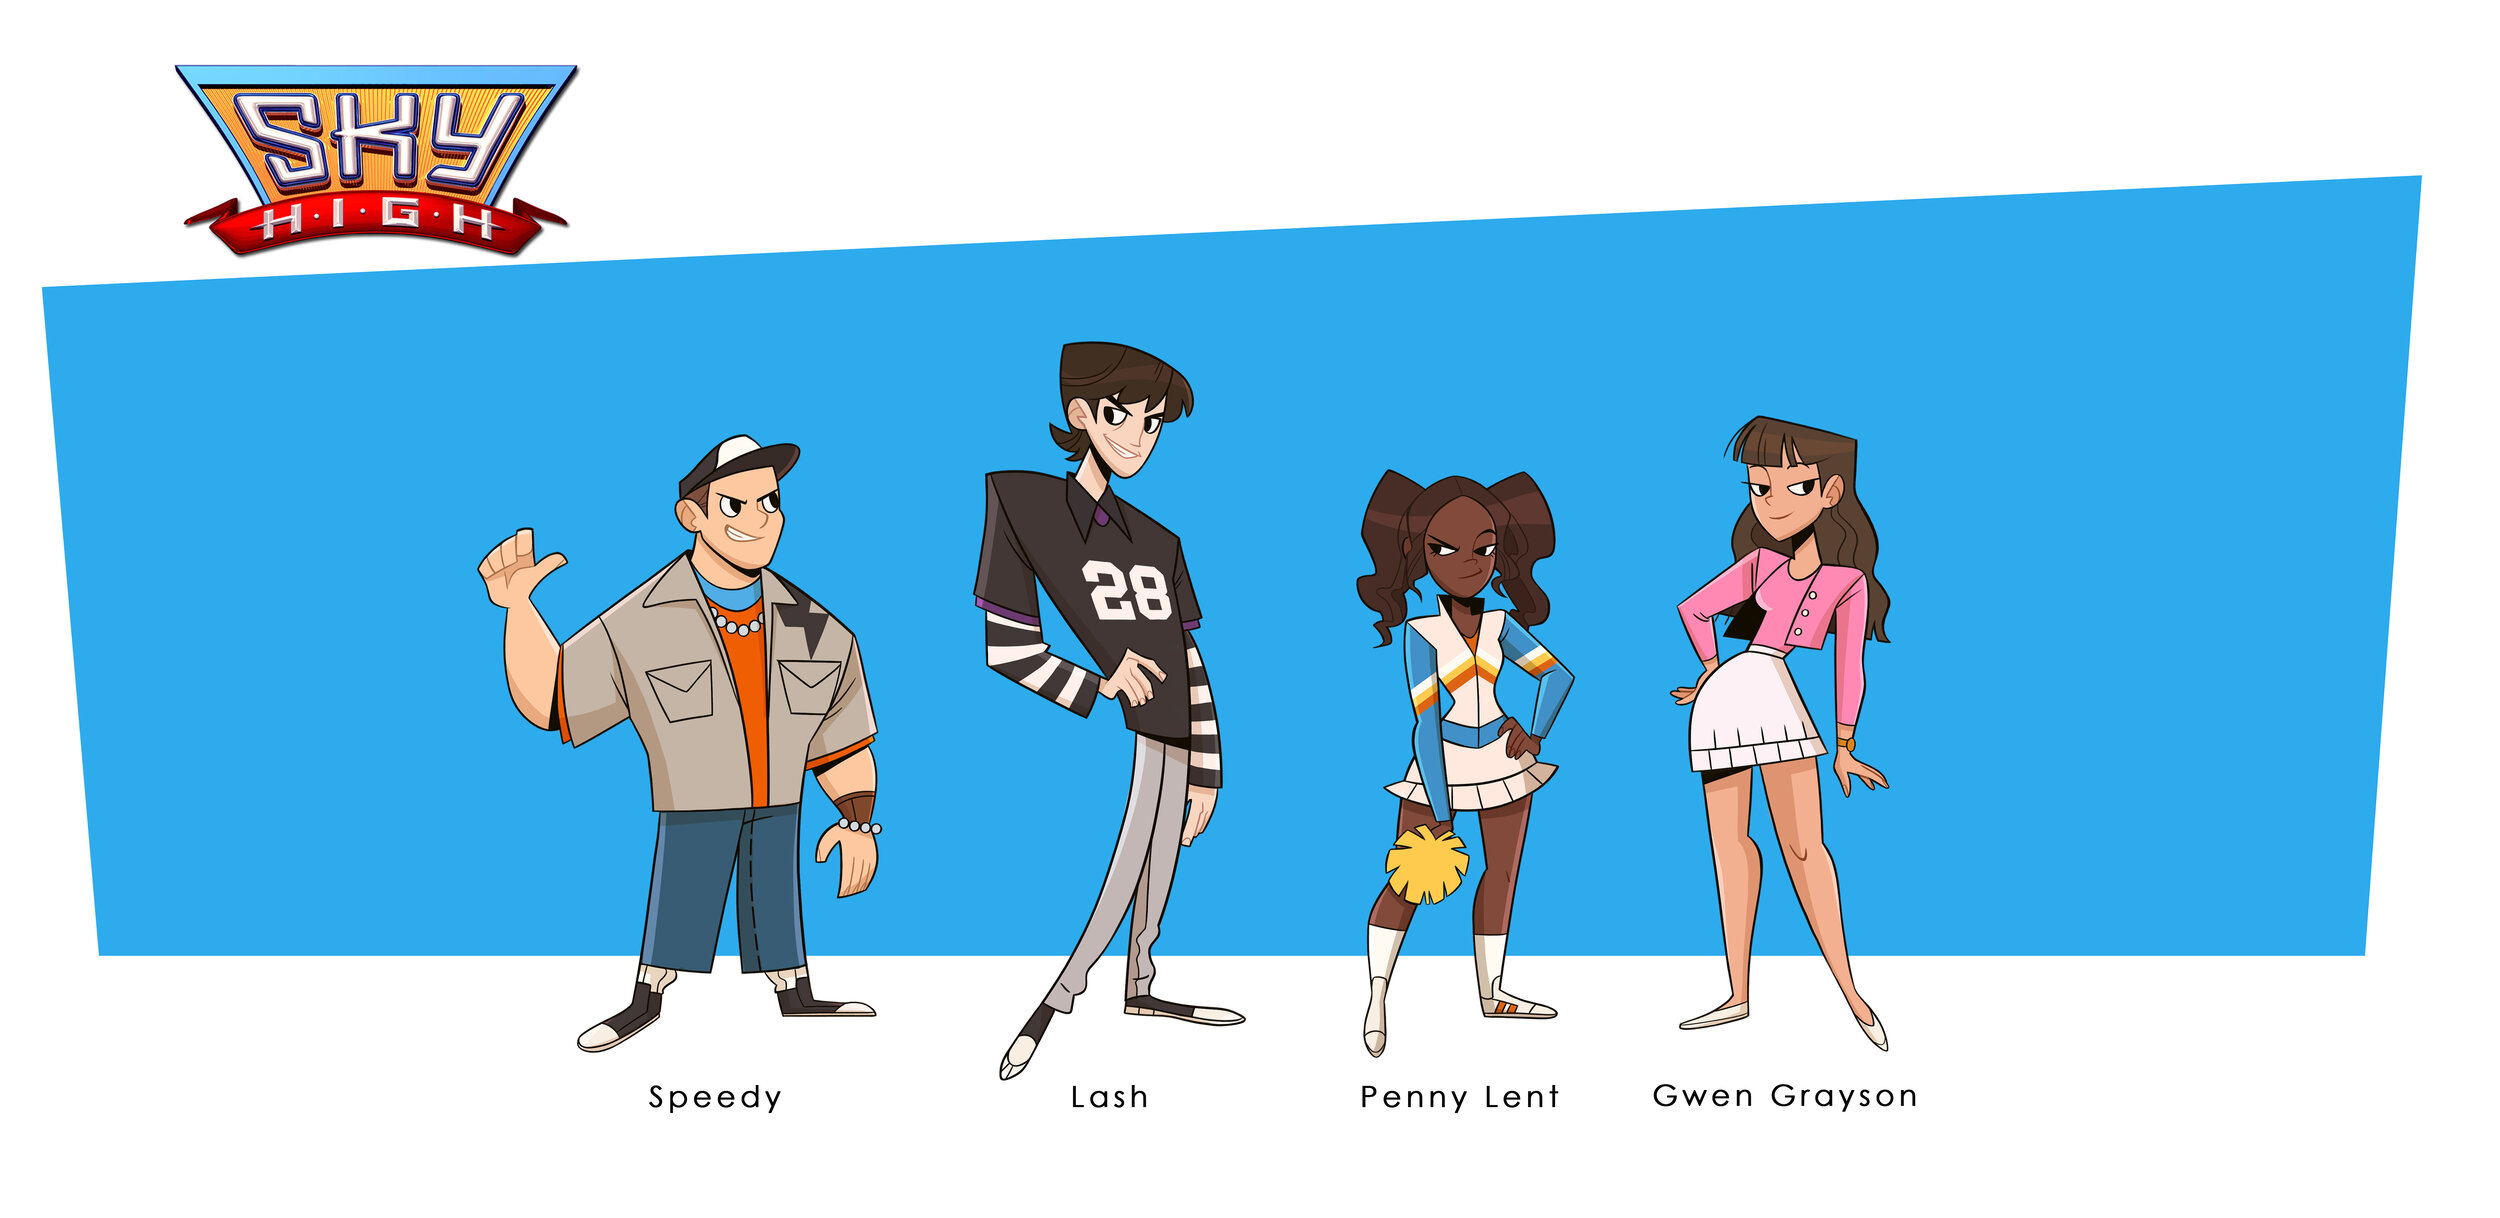 SKY
H·I·G·H
28
Speedy
Lash
Penny Lent
Gwen Grayson